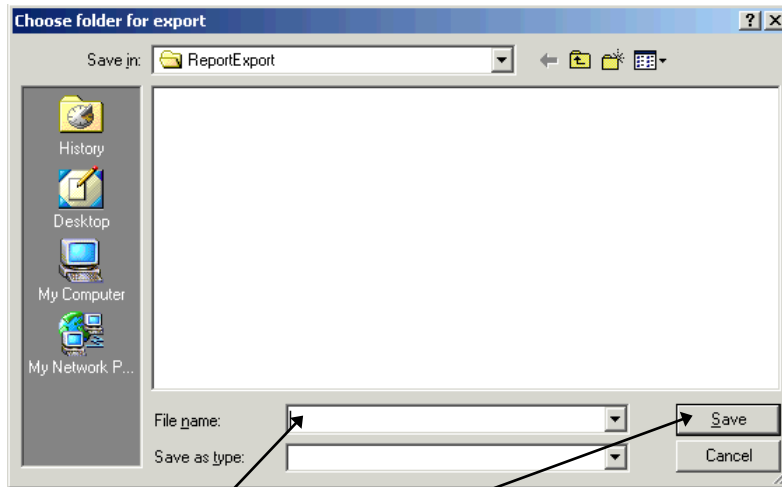 Choose folder for export
Save in: ReportExport
History
Desktop
My Computer
My Network P...
File name:
Save
Save as type:
Cancel